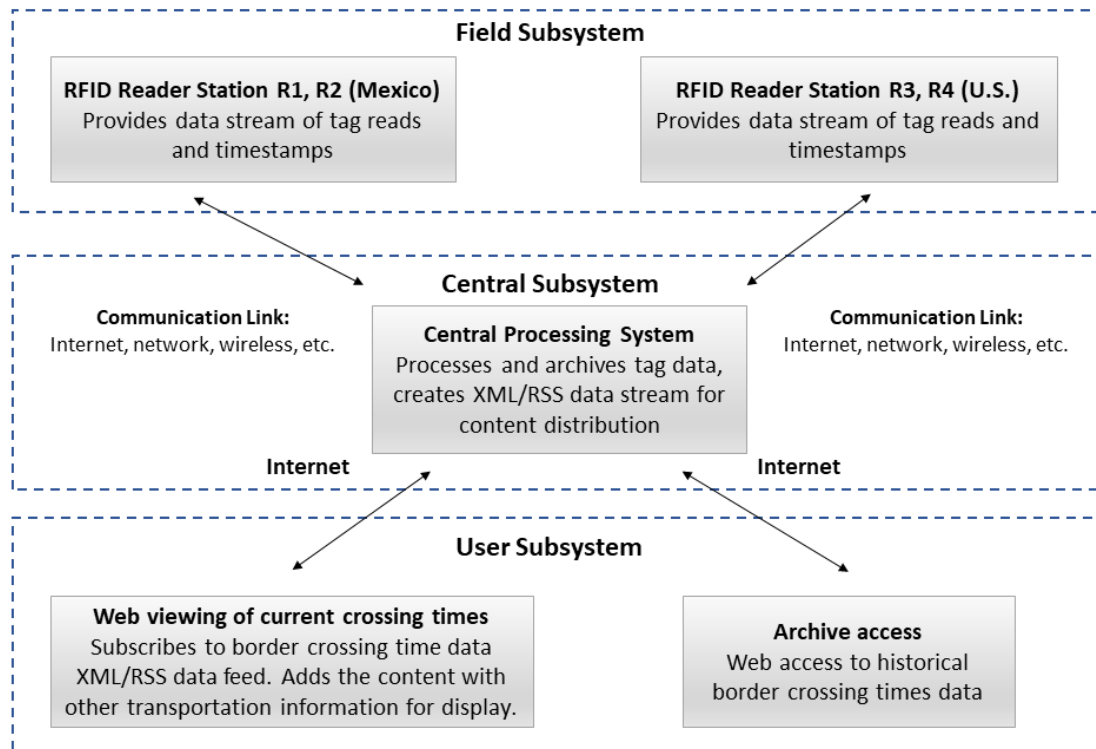 Field Subsystem
RFID Reader Station R1, R2 (Mexico)
Provides data stream of tag reads
and timestamps
RFID Reader Station R3, R4 (U.S.)
Provides data stream of tag reads and
timestamps
Central Subsystem
Communication Link:
Internet, network, wireless, etc.
Central Processing System
Processes and archives tag data,
creates XML/RSS data stream for
content distribution
Communication Link:
Internet, network, wireless, etc.
Internet
Internet
User Subsystem
Web viewing of current crossing times
Subscribes to border crossing time data
XML/RSS data feed. Adds the content with
other transportation information for display.
Archive access
Web access to historical
border crossing times data